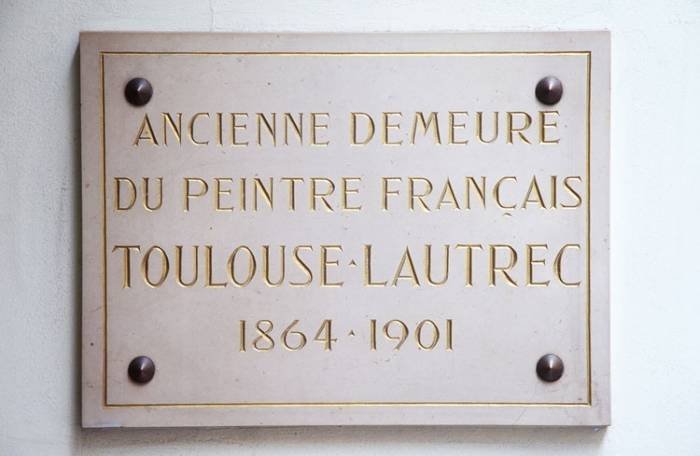 ANCIENNE DEMEURE
DU PEINTRE FRANÇAIS
TOULOUSE·LAUTREC
1864·1901